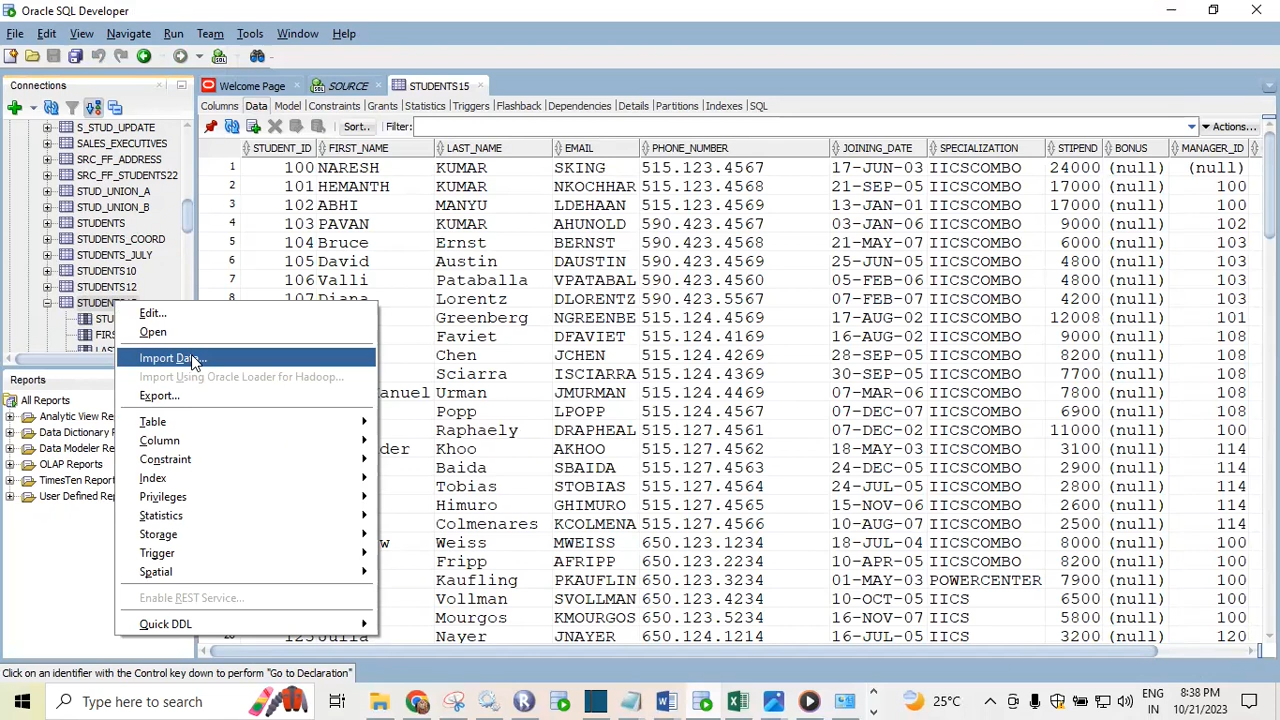 Oracle SQL Developer
File Edit View Navigate Run Team Tools Window Help
Connections
Welcome Page
SOURCE
STUDENTS15
Columns Data Model Constraints Grants Statistics Triggers Flashback Dependencies Details Partitions Indexes SQL
Sort.. Filter: Actions...
S_STUD_UPDATE
SALES_EXECUTIVES
SRC_FF_ADDRESS
SRC_FF_STUDENTS22
STUD_UNION_A
STUD_UNION_B
STUDENTS
STUDENTS_COORD
STUDENTS_JULY
STUDENTS10
STUDENTS12
Reports
All Reports
Analytic View Re
Data Dictionary R
Data Modeler Re
OLAP Reports
TimesTen Report
User Defined Rep
Edit...
Open
Import Data...
Import Using Oracle Loader for Hadoop...
Export...
Table
Column
Constraint
Index
Privileges
Statistics
Storage
Trigger
Spatial
Enable REST Service...
Quick DDL
STUDENT_ID FIRST_NAME LAST_NAME EMAIL PHONE_NUMBER JOINING_DATE SPECIALIZATION STIPEND BONUS MANAGER_ID
1 100 NARESH KUMAR SKING 515.123.4567 17-JUN-03 IICSCOMBO 24000 (null) (null)
2 101 HEMANTH KUMAR NKOCHHAR 515.123.4568 21-SEP-05 IICSCOMBO 17000 (null) 100
3 102 ABHI MANYU LDEHAAN 515.123.4569 13-JAN-01 IICSCOMBO 17000 (null) 100
4 103 PAVAN KUMAR AHUNOLD 590.423.4567 03-JAN-06 IICSCOMBO 9000 (null) 102
5 104 Bruce Ernst BERNST 590.423.4568 21-MAY-07 IICSCOMBO 6000 (null) 103
6 105 David Austin DAUSTIN 590.423.4569 25-JUN-05 IICSCOMBO 4800 (null) 103
7 106 Valli Pataballa VPATABAL 590.423.4560 05-FEB-06 IICSCOMBO 4800 (null) 103
8 107 Diana Lorentz DLORENTZ 590.423.5567 07-FEB-07 IICSCOMBO 4200 (null) 103
Greenberg NGREENBE 515.124.4569 17-AUG-02 IICSCOMBO 12008 (null) 101
Faviet DFAVIET 515.124.4169 16-AUG-02 IICSCOMBO 9000 (null) 108
Chen JCHEN 515.124.4269 28-SEP-05 IICSCOMBO 8200 (null) 108
Sciarra ISCIARRA 515.124.4369 30-SEP-05 IICSCOMBO 7700 (null) 108
anuel Urman JMURMAN 515.124.4469 07-MAR-06 IICSCOMBO 7800 (null) 108
Popp LPOPP 515.124.4567 07-DEC-07 IICSCOMBO 6900 (null) 108
Raphaely DRAPHEAL 515.127.4561 07-DEC-02 IICSCOMBO 11000 (null) 100
der Khoo AKHOO 515.127.4562 18-MAY-03 IICSCOMBO 3100 (null) 114
Baida SBAIDA 515.127.4563 24-DEC-05 IICSCOMBO 2900 (null) 114
Tobias STOBIAS 515.127.4564 24-JUL-05 IICSCOMBO 2800 (null) 114
Himuro GHIMURO 515.127.4565 15-NOV-06 IICSCOMBO 2600 (null) 114
Colmenares KCOLMENA 515.127.4566 10-AUG-07 IICSCOMBO 2500 (null) 114
w Weiss MWEISS 650.123.1234 18-JUL-04 IICSCOMBO 8000 (null) 100
Fripp AFRIPP 650.123.2234 10-APR-05 IICSCOMBO 8200 (null) 100
Kaufling PKAUFLIN 650.123.3234 01-MAY-03 POWERCENTER 7900 (null) 100
Vollman SVOLLMAN 650.123.4234 10-OCT-05 IICS 6500 (null) 100
Mourgos KMOURGOS 650.123.5234 16-NOV-07 IICS 5800 (null) 100
Nayer JNAYER 650.124.1214 16-JUL-05 IICS 3200 (null) 120
Click on an identifier with the Control key down to perform "Go to Declaration"
Type here to search
25°C
ENG
IN
8:38 PM
10/21/2023